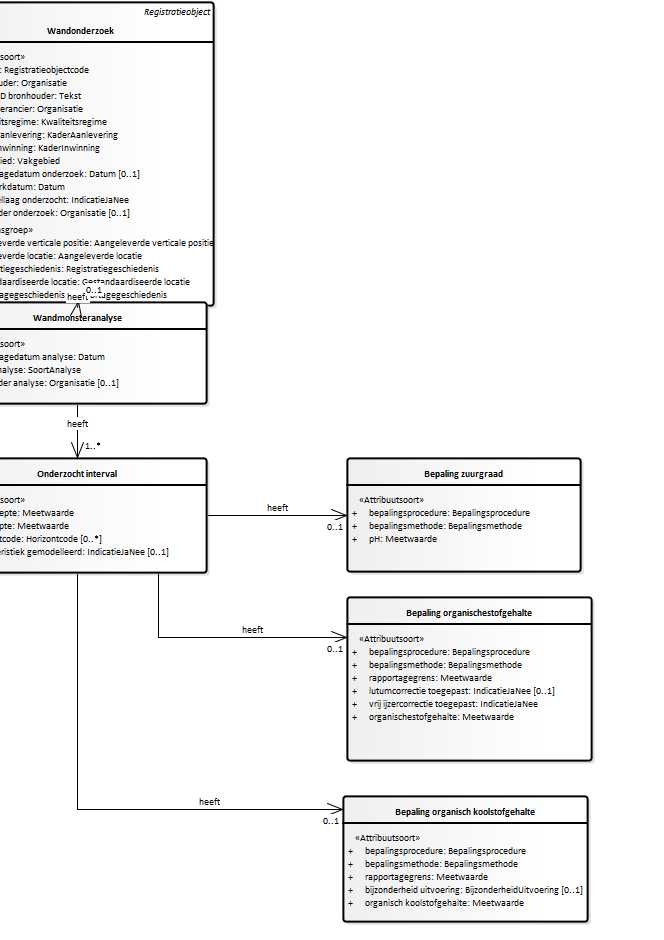 Registratieobject
Wandonderzoek
soort»
: Registratieobjectcode
uder: Organisatie
D bronhouder: Tekst
erancier: Organisatie
itsregime: Kwaliteitsregime
anlevering: KaderAanlevering
nwinning: KaderInwinning
ied: Vakgebied
agedatum onderzoek: Datum [0..1]
rkdatum: Datum
llaag onderzocht: IndicatieJaNee
der onderzoek: Organisatie [0..1]
nsgroep»
everde verticale positie: Aangeleverde verticale positie
everde locatie: Aangeleverde locatie
tiegeschiedenis: Registratiegeschiedenis
daardiseerde locatie: Gestandaardiseerde locatie
agegeschiedenis
agegeschiedenis
0..1
heeft
Wandmonsteranalyse
soort»
agedatum analyse: Datum
nalyse: SoortAnalyse
der analyse: Organisatie [0..1]
heeft
1..*
Onderzocht interval
soort»
epte: Meetwaarde
pte: Meetwaarde
tcode: Horizontcode [0..*]
eristiek gemodelleerd: IndicatieJaNee [0..1]
heeft
0..1
Bepaling zuurgraad
«Attribuutsoort»
+ bepalingsprocedure: Bepalingsprocedure
+ bepalingsmethode: Bepalingsmethode
+ pH: Meetwaarde
heeft
0..1
Bepaling organischestofgehalte
«Attribuutsoort»
+ bepalingsprocedure: Bepalingsprocedure
+ bepalingsmethode: Bepalingsmethode
+ rapportagegrens: Meetwaarde
+ lutumcorrectie toegepast: IndicatieJaNee [0..1]
+ vrij ijzercorrectie toegepast: IndicatieJaNee
+ organischestofgehalte: Meetwaarde
heeft
0..1
Bepaling organisch koolstofgehalte
«Attribuutsoort»
+ bepalingsprocedure: Bepalingsprocedure
+ bepalingsmethode: Bepalingsmethode
+ rapportagegrens: Meetwaarde
+ bijzonderheid uitvoering: BijzonderheidUitvoering [0..1]
+ organisch koolstofgehalte: Meetwaarde